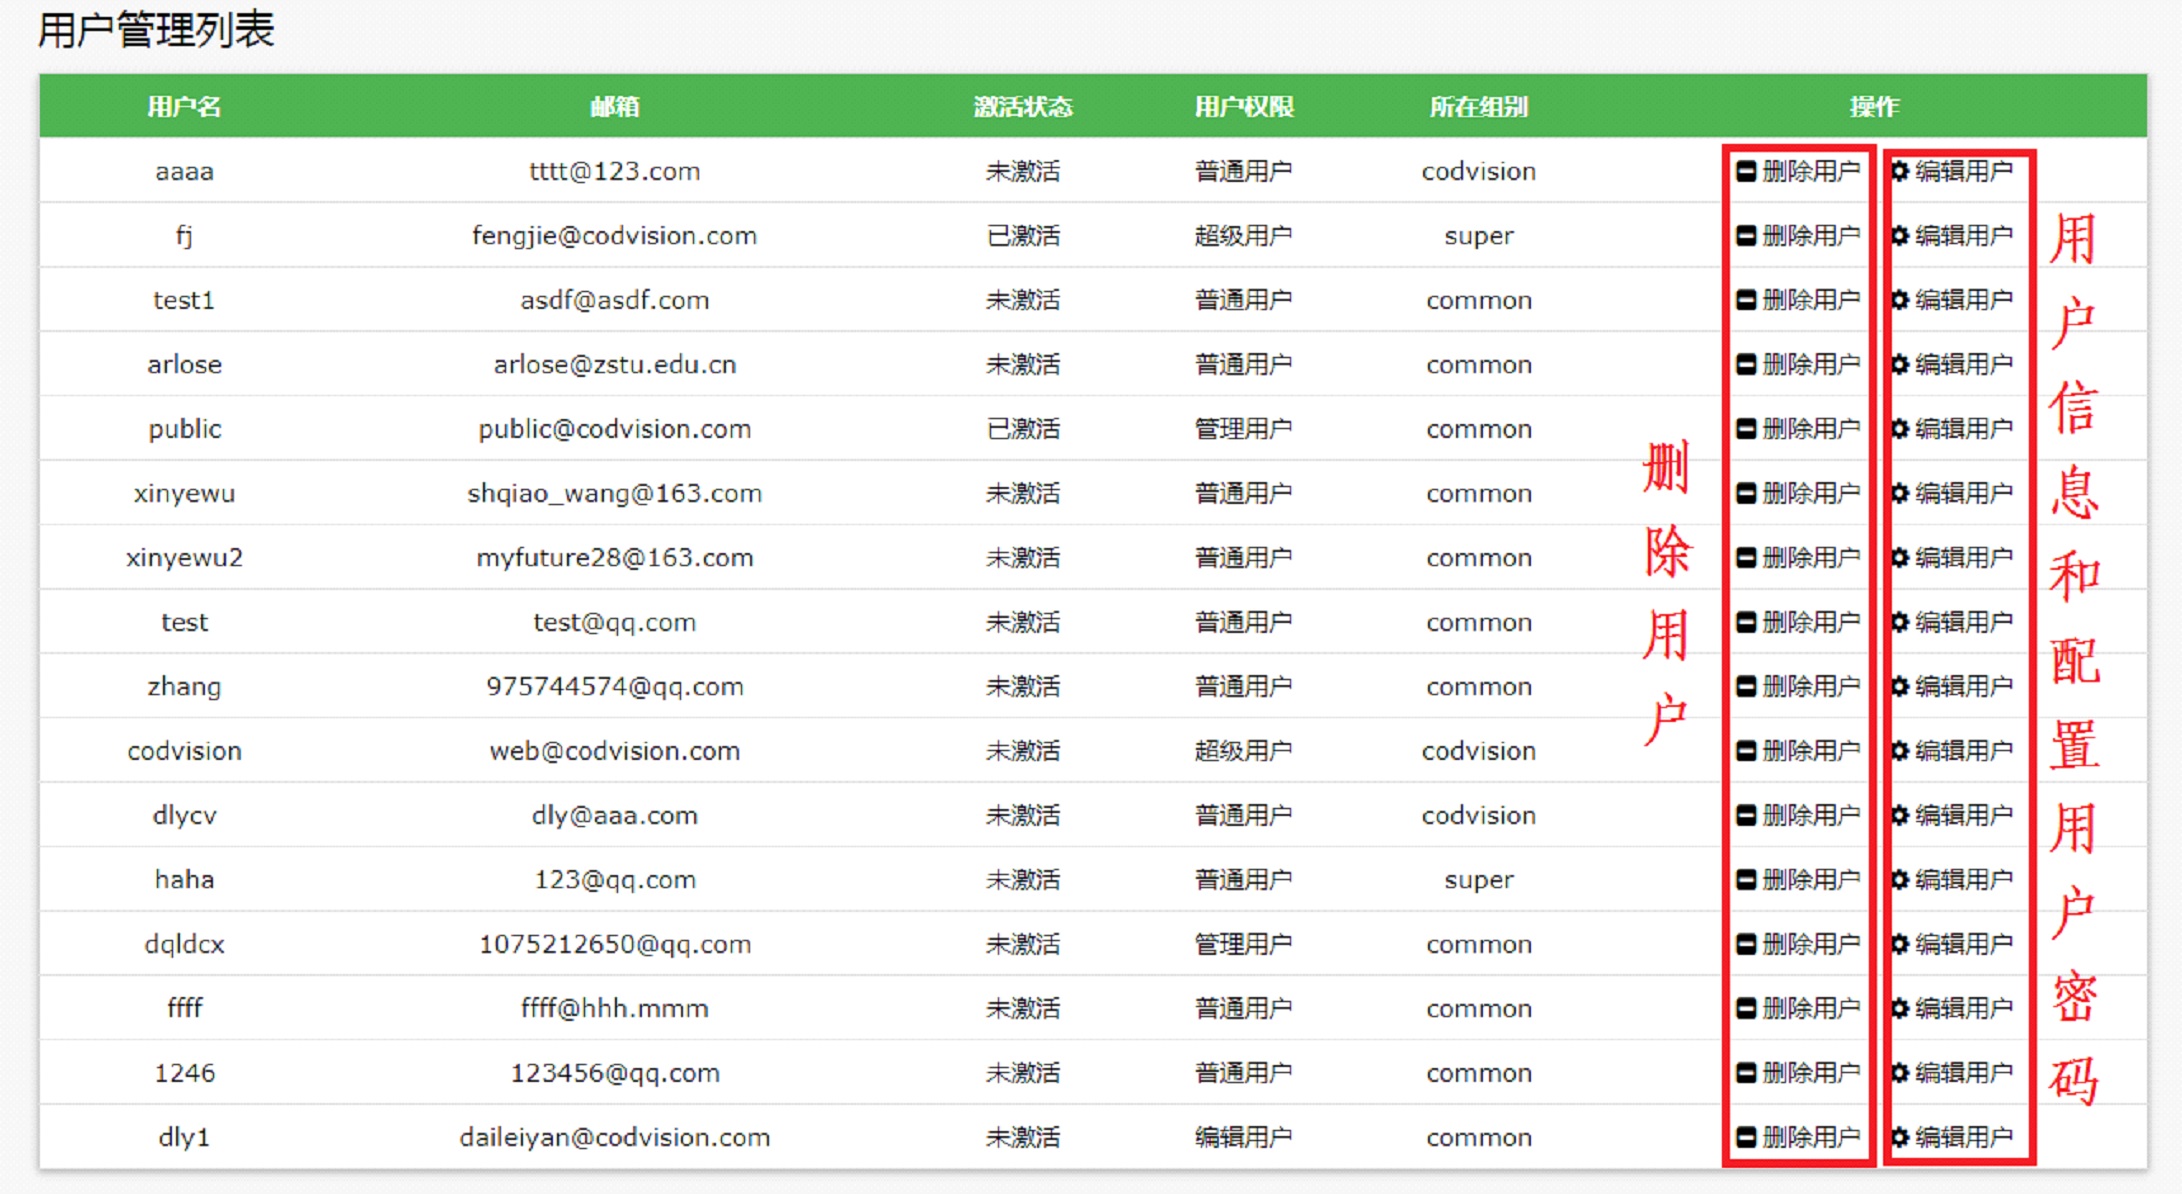 用户管理列表
用户名 邮箱 激活状态 用户权限 所在组别 操作
aaaa tttt@123.com 未激活 普通用户 codvision 删除用户 编辑用户
fj fengjie@codvision.com 已激活 超级用户 super 删除用户 编辑用户
test1 asdf@asdf.com 未激活 普通用户 common 删除用户 编辑用户
arlose arlose@zstu.edu.cn 未激活 普通用户 common 删除用户 编辑用户
public public@codvision.com 已激活 管理用户 common 删除用户 编辑用户
xinyewu shqiao_wang@163.com 未激活 普通用户 common 删除用户 编辑用户
xinyewu2 myfuture28@163.com 未激活 普通用户 common 删除用户 编辑用户
test test@qq.com 未激活 普通用户 common 删除用户 编辑用户
zhang 975744574@qq.com 未激活 普通用户 common 删除用户 编辑用户
codvision web@codvision.com 未激活 超级用户 codvision 删除用户 编辑用户
dlycv dly@aaa.com 未激活 普通用户 codvision 删除用户 编辑用户
haha 123@qq.com 未激活 普通用户 super 删除用户 编辑用户
dqldcx 1075212650@qq.com 未激活 管理用户 common 删除用户 编辑用户
ffff ffff@hhh.mmm 未激活 普通用户 common 删除用户 编辑用户
1246 123456@qq.com 未激活 普通用户 common 删除用户 编辑用户
dly1 daileiyan@codvision.com 未激活 编辑用户 common 删除用户 编辑用户
删除用户
用户信息和配置用户密码